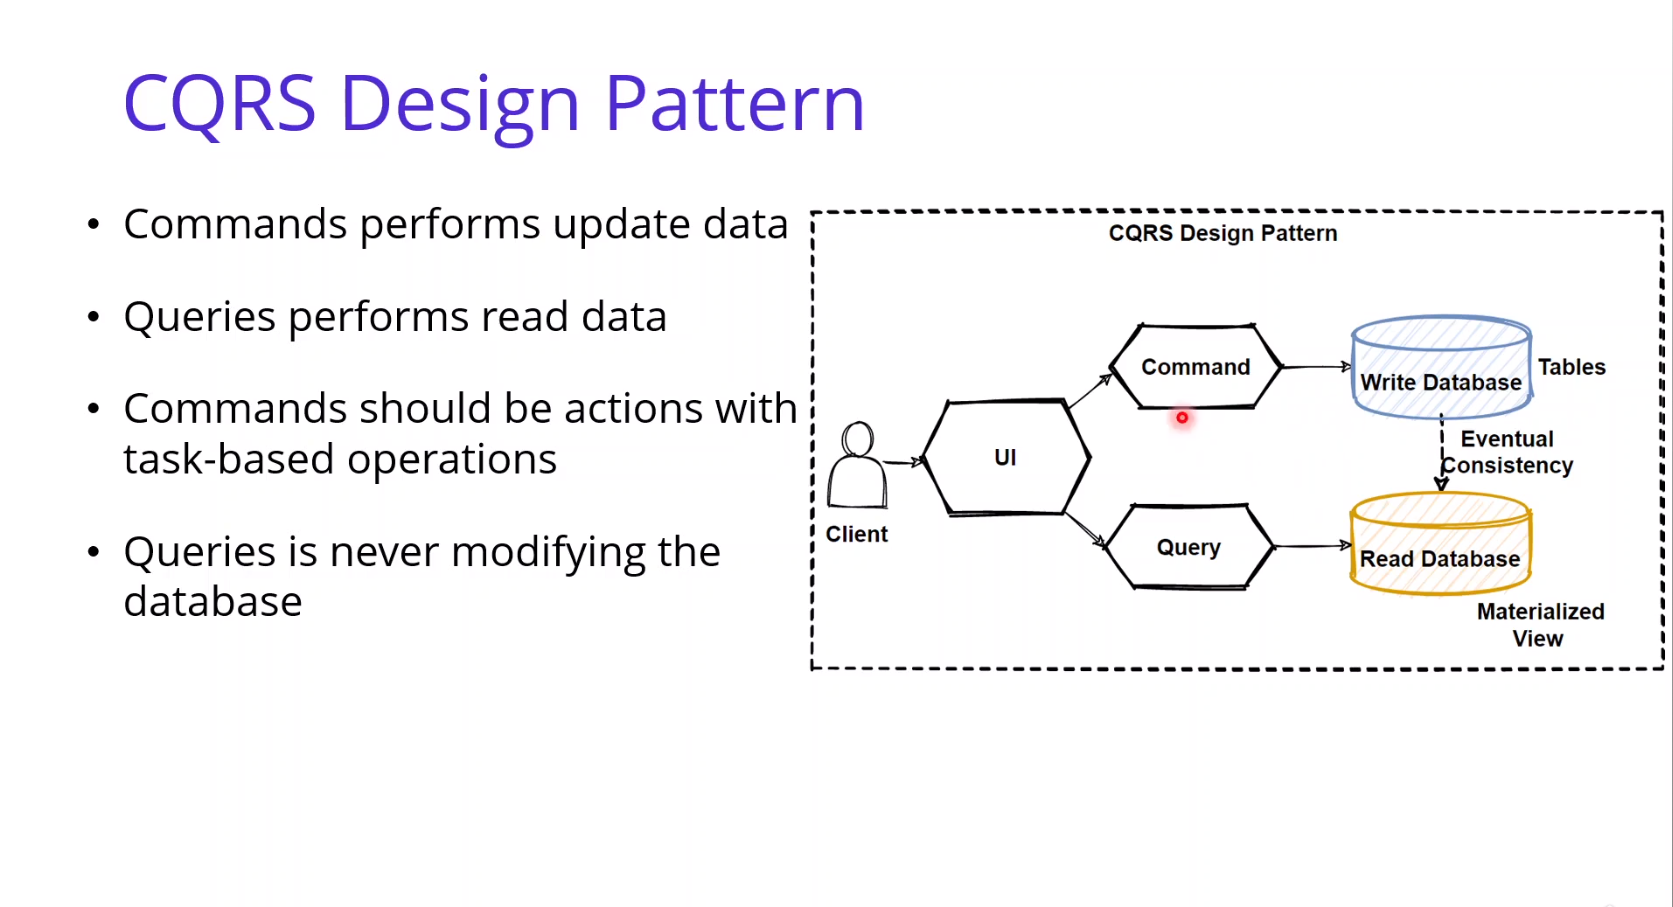 CQRS Design Pattern
• Commands performs update data
• Queries performs read data
• Commands should be actions with
task-based operations
• Queries is never modifying the
database
CQRS Design Pattern
Command
Write Database
Tables
Eventual
Consistency
UI
Client
Query
Read Database
Materialized
View